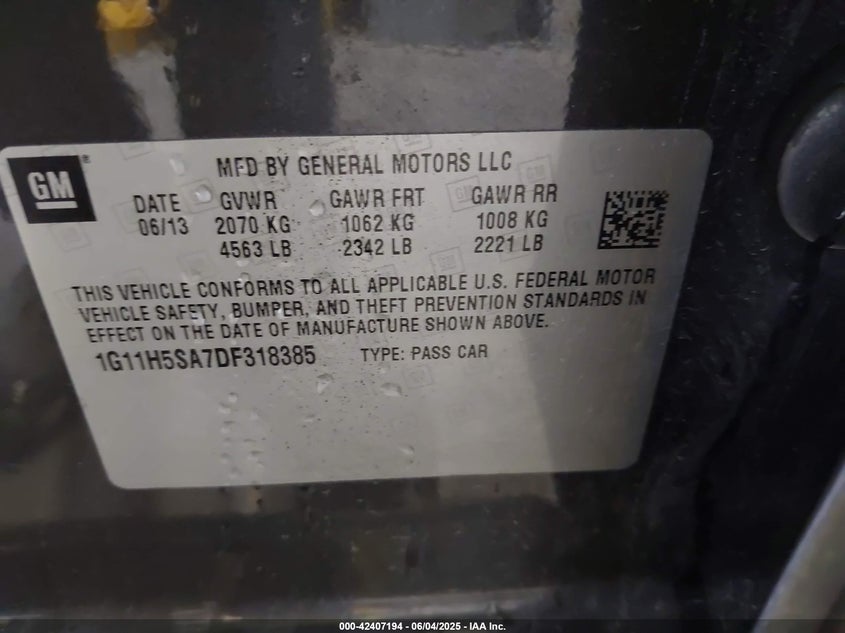 GM®
MFD BY GENERAL MOTORS LLC
DATE GVWR GAWR FRT GAWR RR
06/13 2070 KG 1062 KG 1008 KG
4563 LB 2342 LB 2221 LB
THIS VEHICLE CONFORMS TO ALL APPLICABLE U.S. FEDERAL MOTOR
VEHICLE SAFETY, BUMPER, AND THEFT PREVENTION STANDARDS IN
EFFECT ON THE DATE OF MANUFACTURE SHOWN ABOVE.
1G11H5SA7DF318385 TYPE: PASS CAR
000-42407194 - 06/04/2025 - IAA Inc.